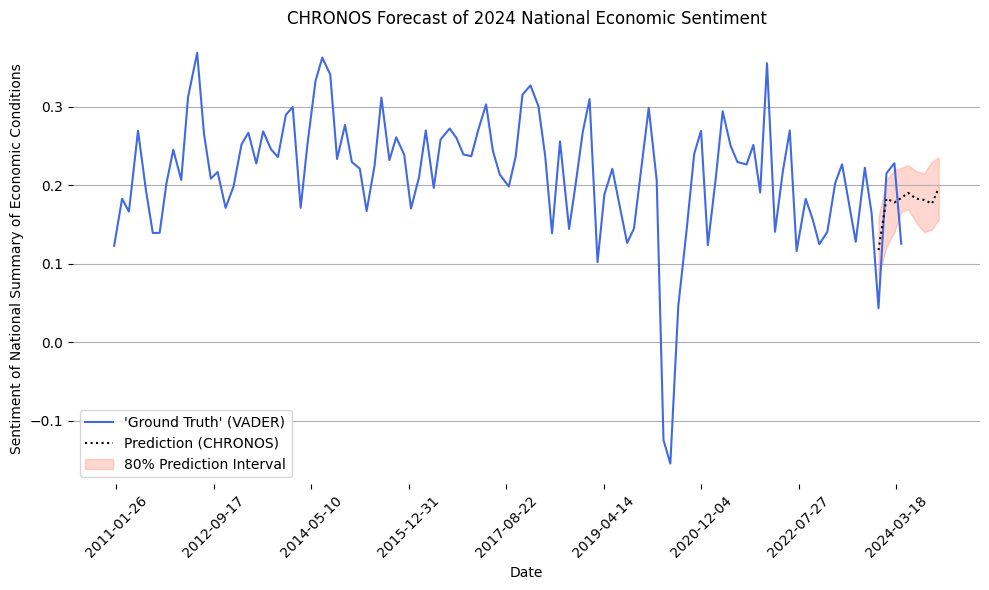 CHRONOS Forecast of 2024 National Economic Sentiment
Sentiment of National Summary of Economic Conditions
0.3
0.2
0.1
0.0
−0.1
'Ground Truth' (VADER)
Prediction (CHRONOS)
80% Prediction Interval
2011-01-26
2012-09-17
2014-05-10
2015-12-31
2017-08-22
2019-04-14
2020-12-04
2022-07-27
2024-03-18
Date